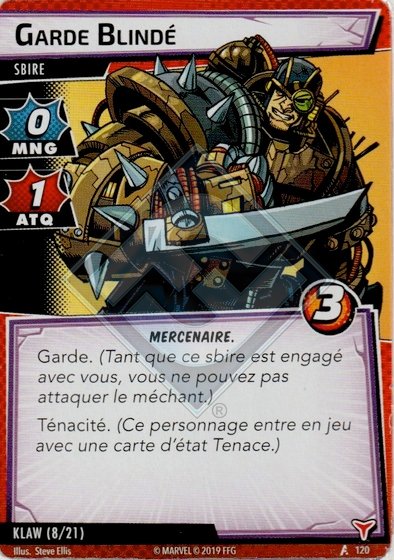 GARDE BLINDÉ
SBIRE
0
MNG
1
ATQ
3
MERCENAIRE.
Garde. (Tant que ce sbire est engagé
avec vous, vous ne pouvez pas
attaquer le méchant.)
®
Ténacité. (Ce personnage entre en jeu
avec une carte d'état Tenace.)
KLAW (8/21)
Illus. Steve Ellis
© MARVEL © 2019 FFG
120